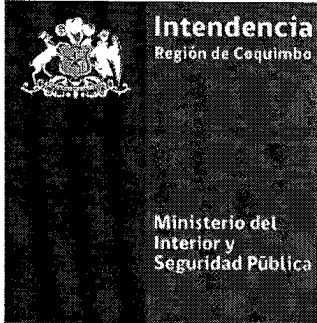 Intendencia
Región de Coquimbo
Ministerio del
Interior y
Seguridad Pública